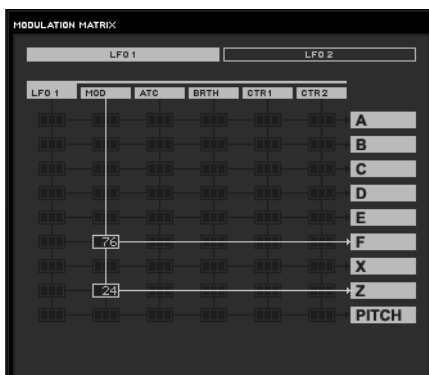 MODULATION MATRIX
LFO 1 LFO 2
LFO 1 MOD ATC BRTH CTR1 CTR2
A
B
C
D
E
76 F
X
24 Z
PITCH